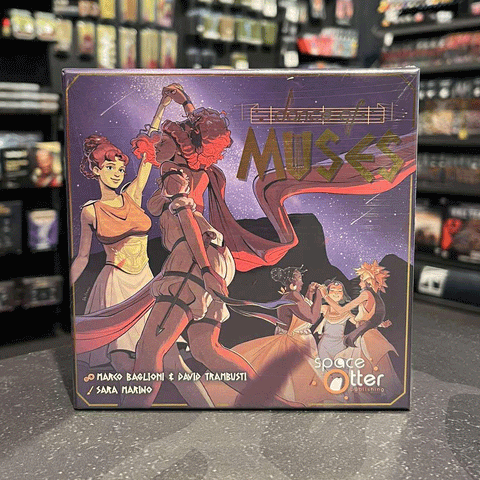 MUSES
MARCO BAGLIONI & DAVID TRAMBUSTI
/ SARA MARINO
space
otter
publishing